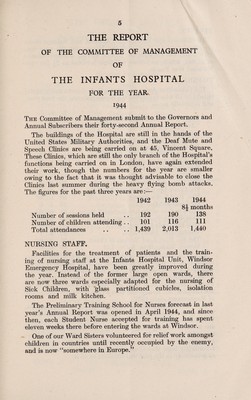 5
THE REPORT
OF THE COMMITTEE OF MANAGEMENT
OF
THE INFANTS HOSPITAL
FOR THE YEAR.
1944
THE Committee of Management submit to the Governors and
Annual Subscribers their forty-second Annual Report.
The buildings of the Hospital are still in the hands of the
United States Military Authorities, and the Deaf Mute and
Speech Clinics are being carried on at 45, Vincent Square,
These Clinics, which are still the only branch of the Hospital's
functions being carried on in London, have again extended
their work, though the numbers for the year are smaller
owing to the fact that it was thought advisable to close the
Clinics last summer during the heavy flying bomb attacks.
The figures for the past three years are:—
1942 1943 1944
8½ months
Number of sessions held .. 192 190 138
Number of children attending .. 101 116 111
Total attendances .. .. 1,439 2,013 1,440
NURSING STAFF.
Facilities for the treatment of patients and the train-
ing of nursing staff at the Infants Hospital Unit, Windsor
Emergency Hospital, have been greatly improved during
the year. Instead of the former large open wards, there
are now three wards especially adapted for the nursing of
Sick Children, with glass partitioned cubicles, isolation
rooms and milk kitchen.
The Preliminary Training School for Nurses forecast in last
year's Annual Report was opened in April 1944, and since
then, each Student Nurse accepted for training has spent
eleven weeks there before entering the wards at Windsor.
One of our Ward Sisters volunteered for relief work amongst
children in countries until recently occupied by the enemy,
and is now "somewhere in Europe."